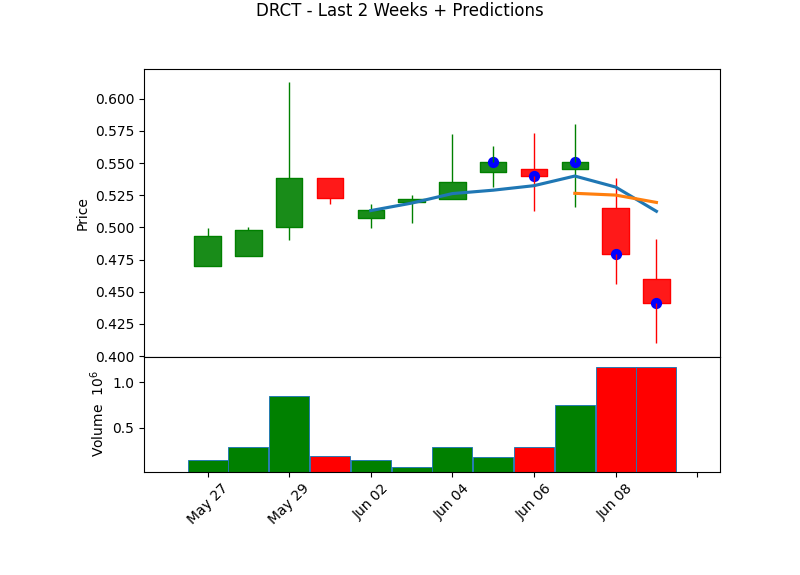 DRCT - Last 2 Weeks + Predictions
0.600
0.575
0.550
0.525
0.500
0.475
0.450
0.425
0.400
Price
1.0
0.5
Volume 10^6
May 27
May 29
Jun 02
Jun 04
Jun 06
Jun 08